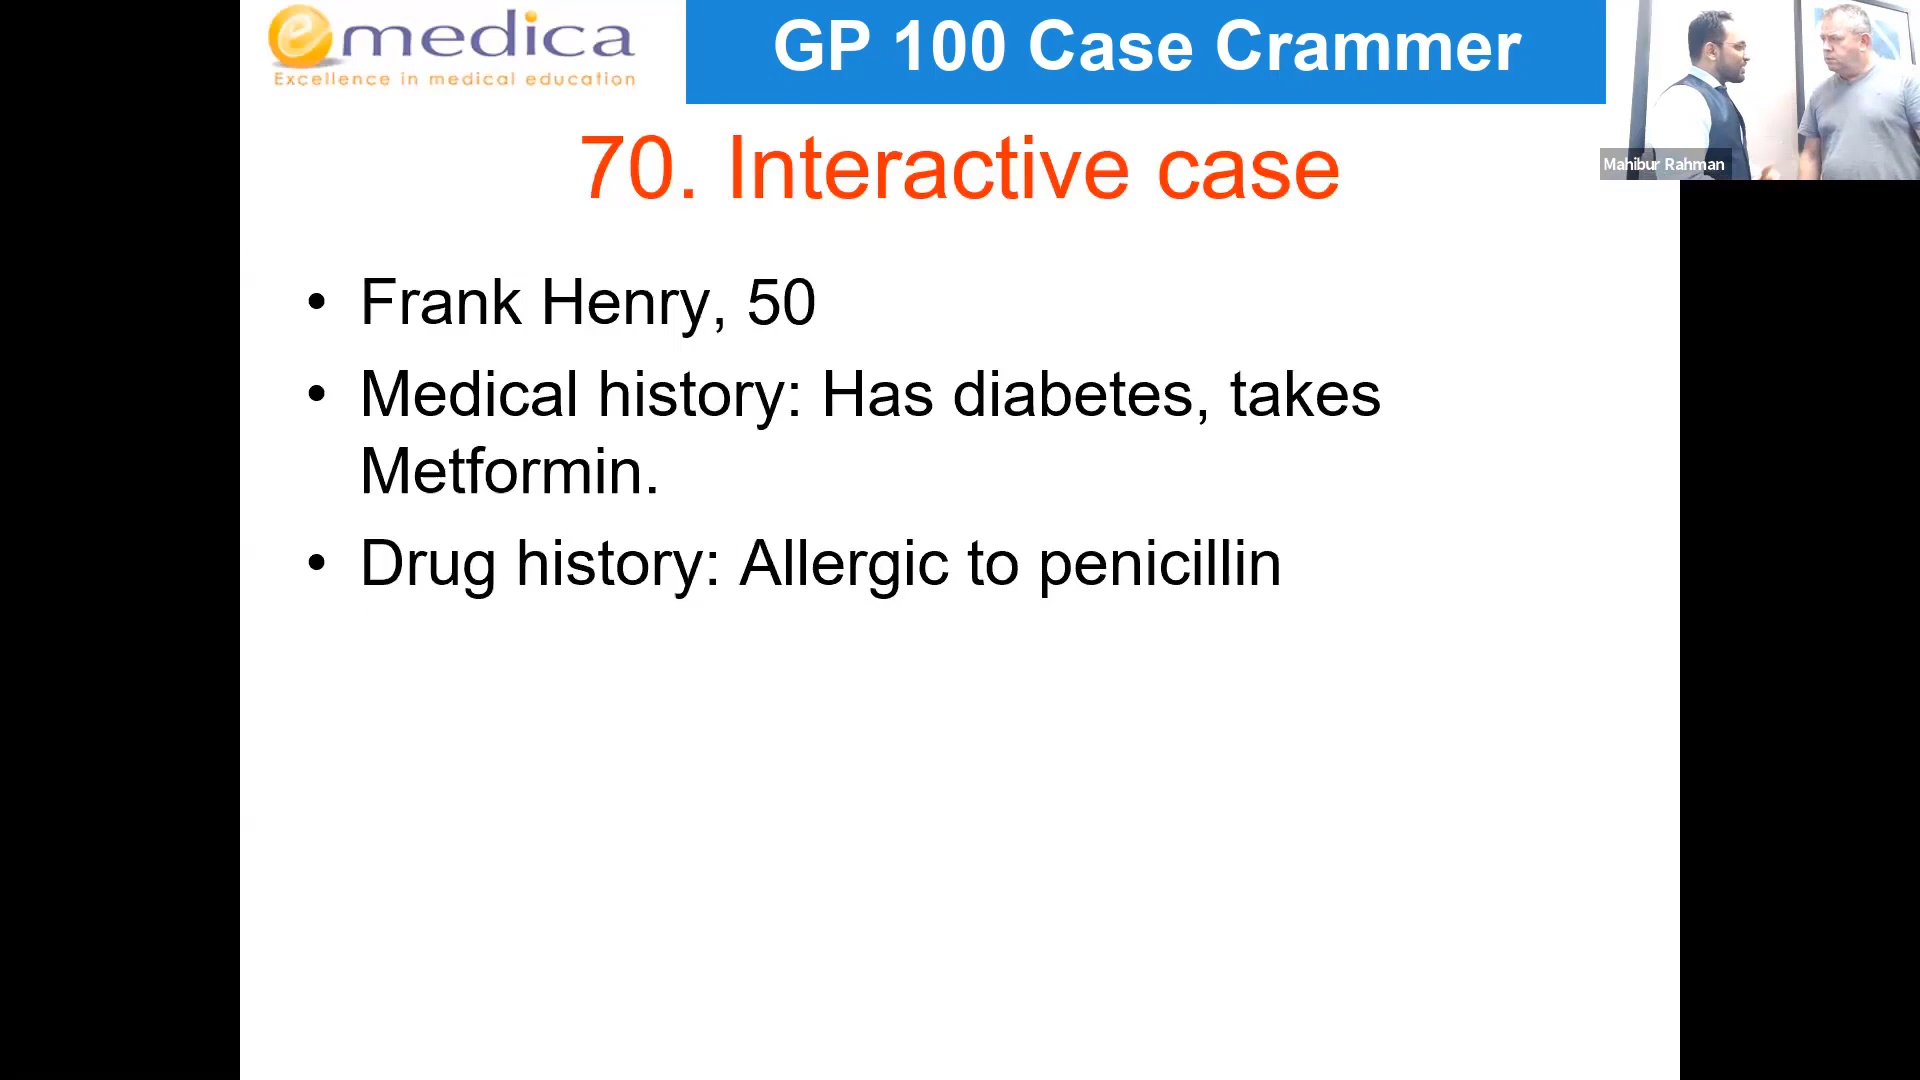 emedica
Excellence in medical education
GP 100 Case Crammer
Mahibur Rahman
70. Interactive case
• Frank Henry, 50
• Medical history: Has diabetes, takes
Metformin.
• Drug history: Allergic to penicillin